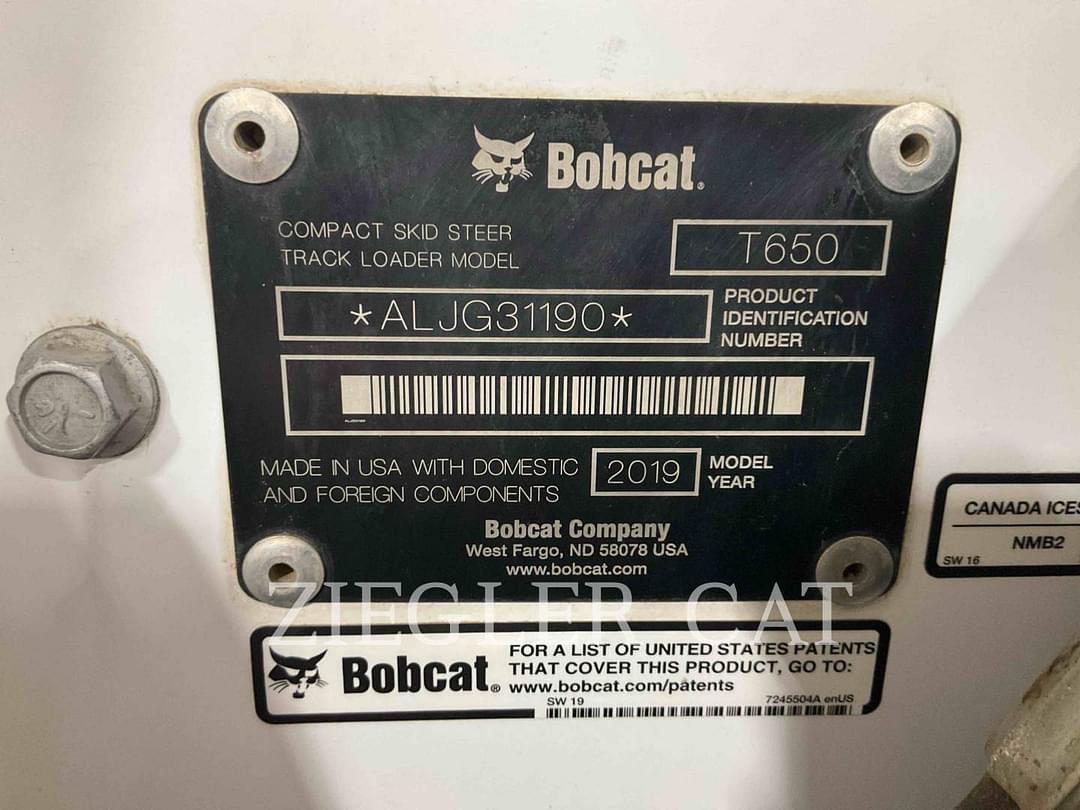 Bobcat.
COMPACT SKID STEER
TRACK LOADER MODEL
T650
*ALJG31190*
PRODUCT
IDENTIFICATION
NUMBER
MADE IN USA WITH DOMESTIC
AND FOREIGN COMPONENTS
2019
MODEL
YEAR
Bobcat Company
West Fargo, ND 58078 USA
www.bobcat.com
CANADA ICES
NMB2
SW 16
ZIEGLER CAT
Bobcat®
FOR A LIST OF UNITED STATES PATENTS
THAT COVER THIS PRODUCT, GO TO:
www.bobcat.com/patents
SW 19
7245504A enUS